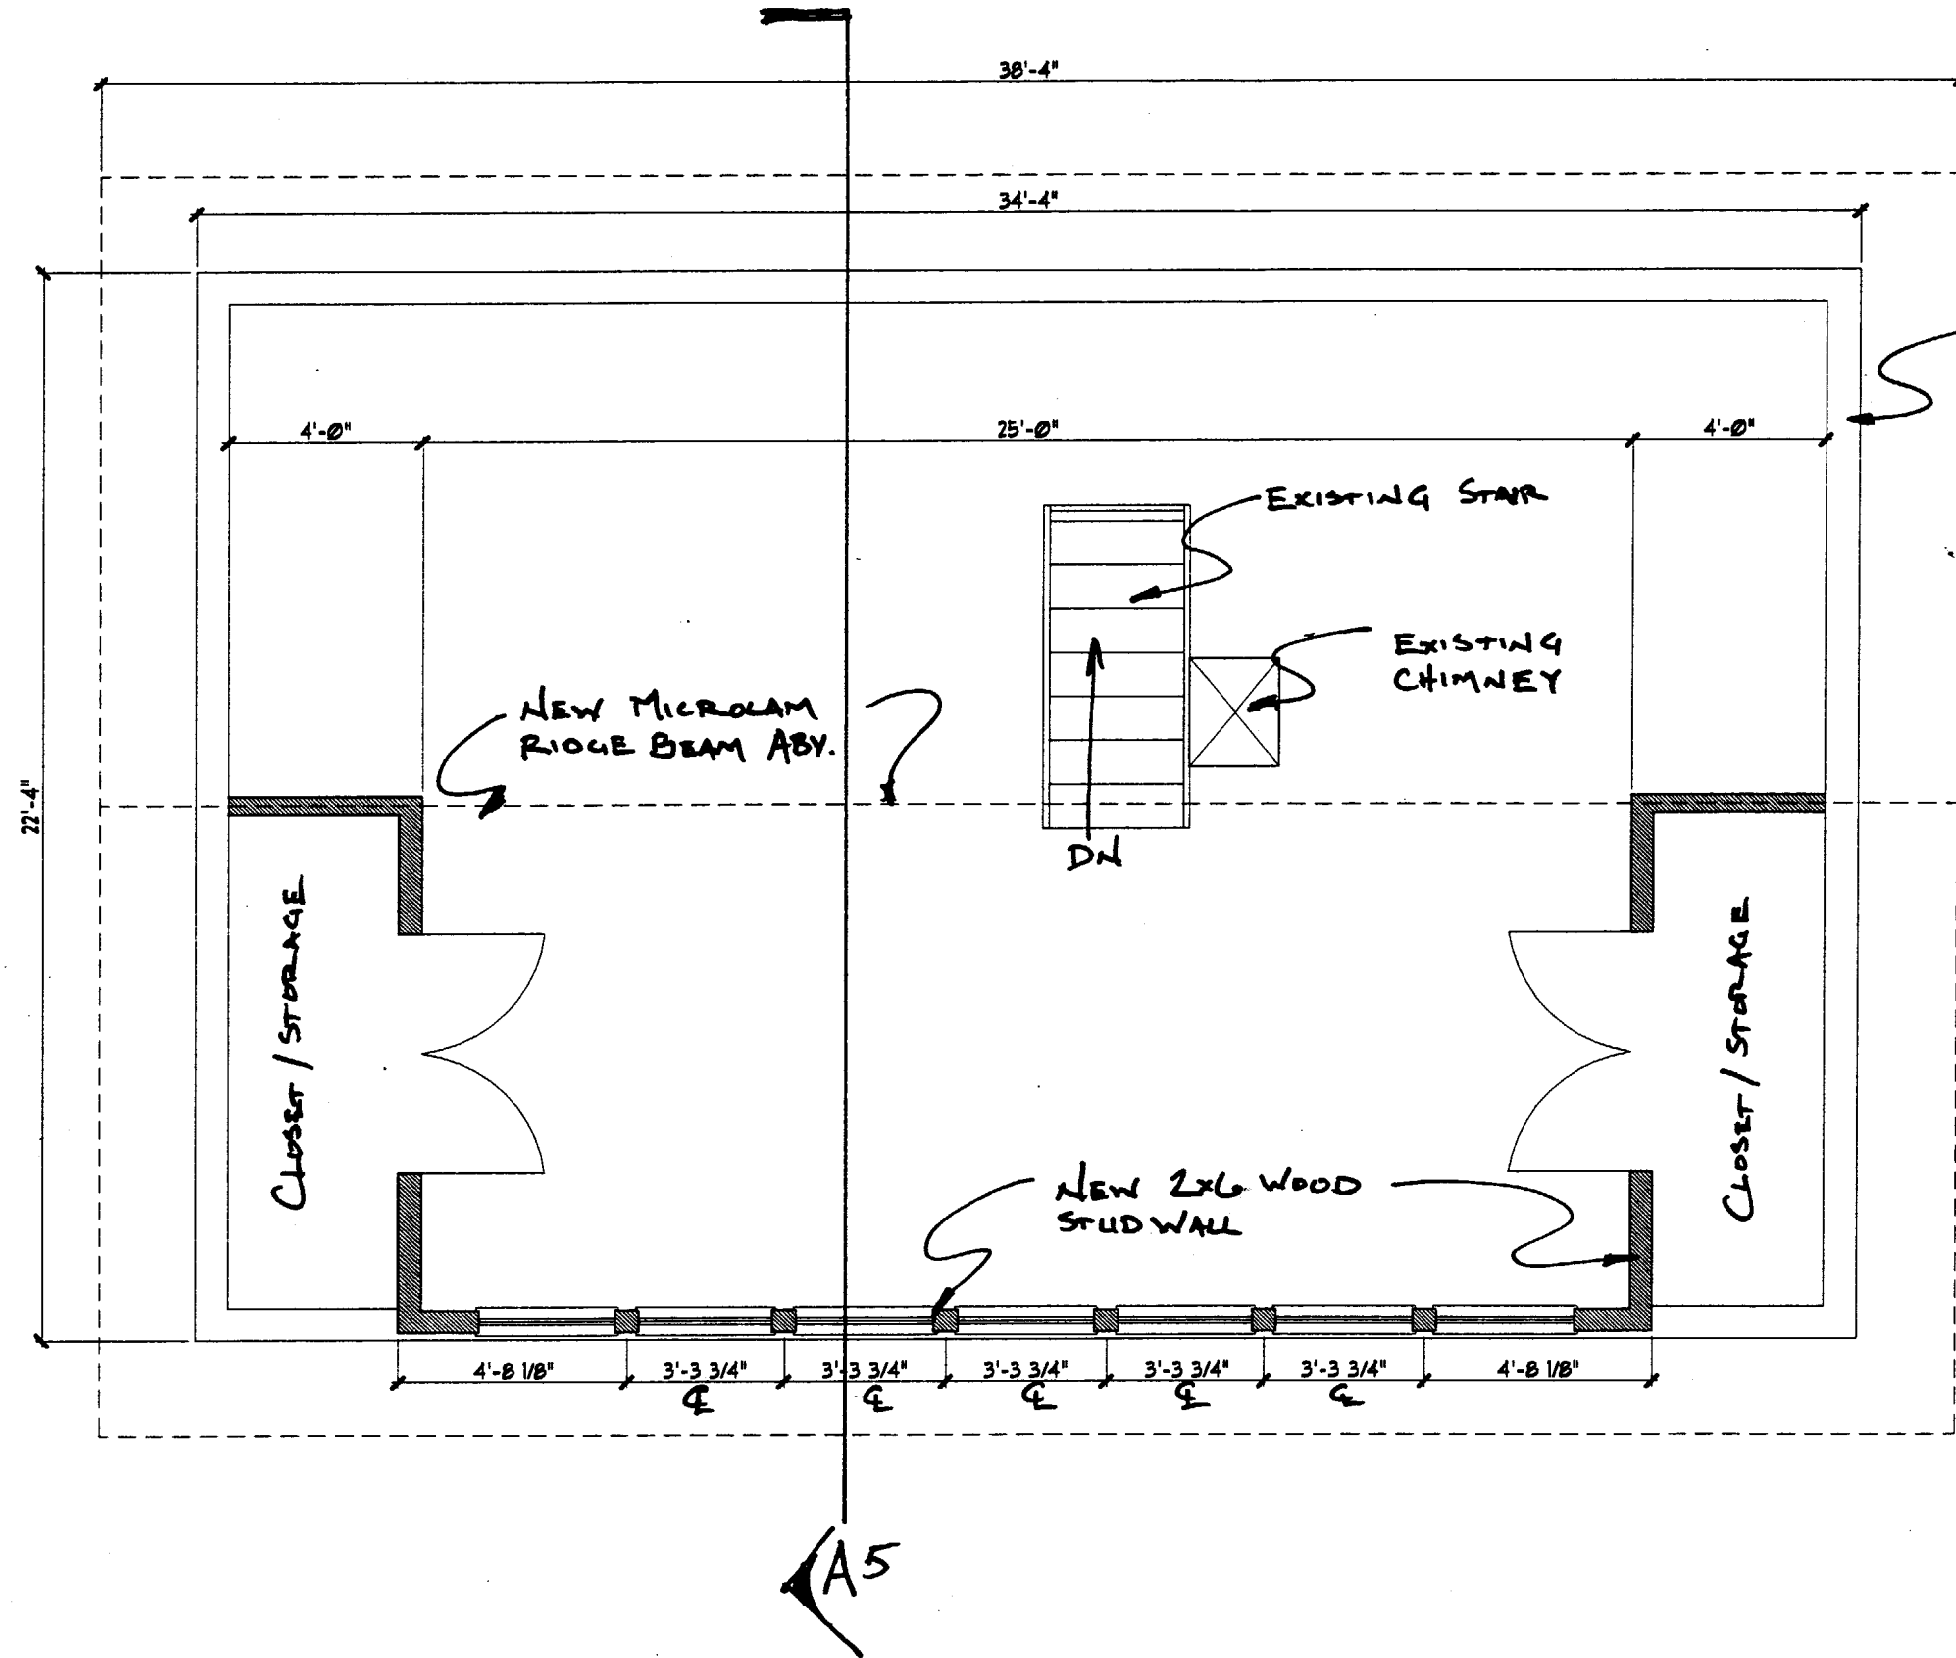 38'-4"
34'-4"
4'-0"
25'-0"
4'-0"
EXISTING STAIR
EXISTING
CHIMNEY
NEW MICROLAM
RIDGE BEAM ABV.
22'-4"
DN
CLOSET / STORAGE
CLOSET / STORAGE
NEW 2x6 WOOD
STUD WALL
4'-8 1/8"
3'-3 3/4"
3'-3 3/4"
3'-3 3/4"
3'-3 3/4"
3'-3 3/4"
4'-8 1/8"
℄
℄
℄
℄
℄
A5